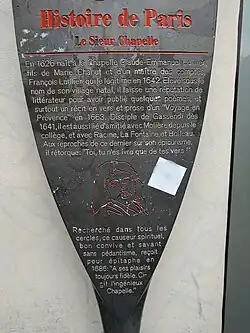 Histoire de Paris
Le Sieur Chapelle
En 1626 naît à la Chapelle Claude-Emmanuel Luillier,
fils de Marie Chanut et d'un maître des comptes
François Luillier qui le légitime en 1642. Élevé sous le
nom de son village natal, il laisse une réputation de
littérateur pour avoir publié quelques poèmes, et
surtout un récit en vers et prose d'un "Voyage en
Provence" en 1663. Disciple de Gassendi dès
1641, il est aussi lié d'amitié avec Molière depuis le
collège, et avec Racine, La Fontaine et Boileau.
Aux reproches de ce dernier sur son épicurisme,
il rétorque: "Toi, tu n'es ivre que de tes vers!"
Recherché dans tous les
cercles, ce causeur spirituel,
bon convive et savant
sans pédantisme, reçoit
pour épitaphe en
1686: "A ses plaisirs
toujours fidèle, Ci-
gît l'ingénieux
Chapelle."